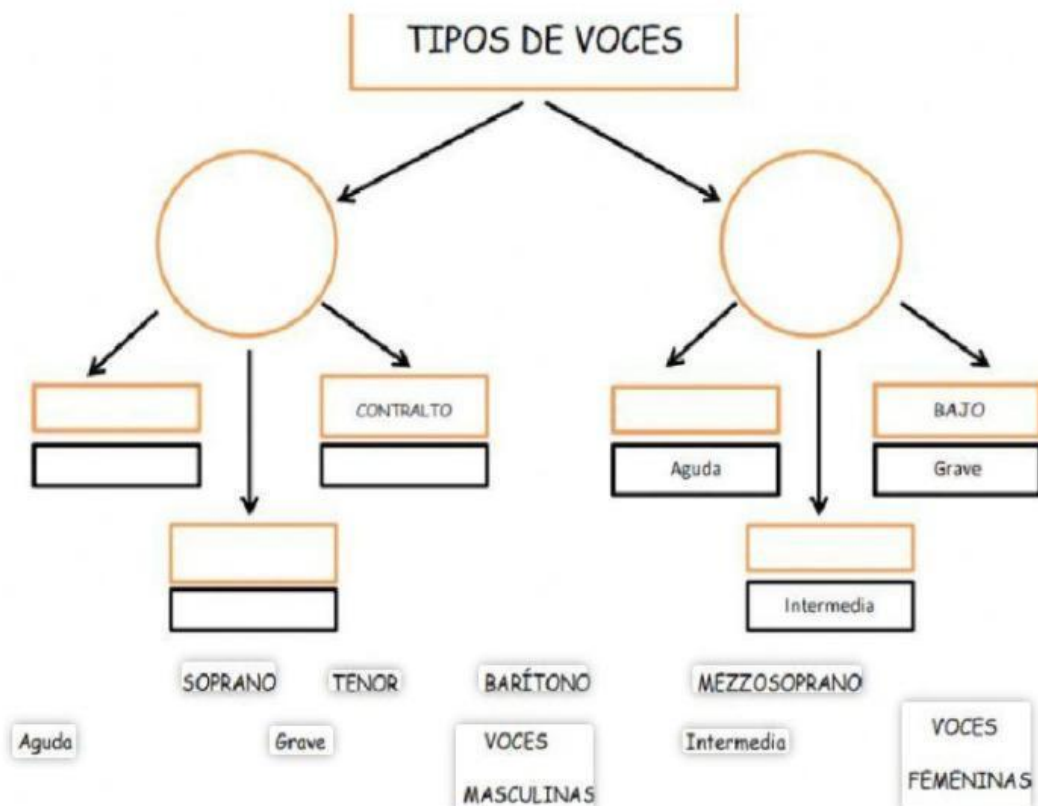 TIPOS DE VOCES
CONTRALTO
BAJO
Aguda
Grave
Intermedia
SOPRANO
TENOR
BARÍTONO
MEZZOSOPRANO
Aguda
Grave
VOCES
MASCULINAS
Intermedia
VOCES
FEMENINAS